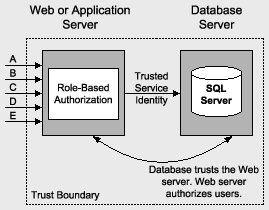 Web or Application
Server
Database
Server
A
B
C
D
E
Role-Based
Authorization
Trusted
Service
Identity
SQL
Server
Database trusts the Web
server. Web server
authorizes users.
Trust Boundary